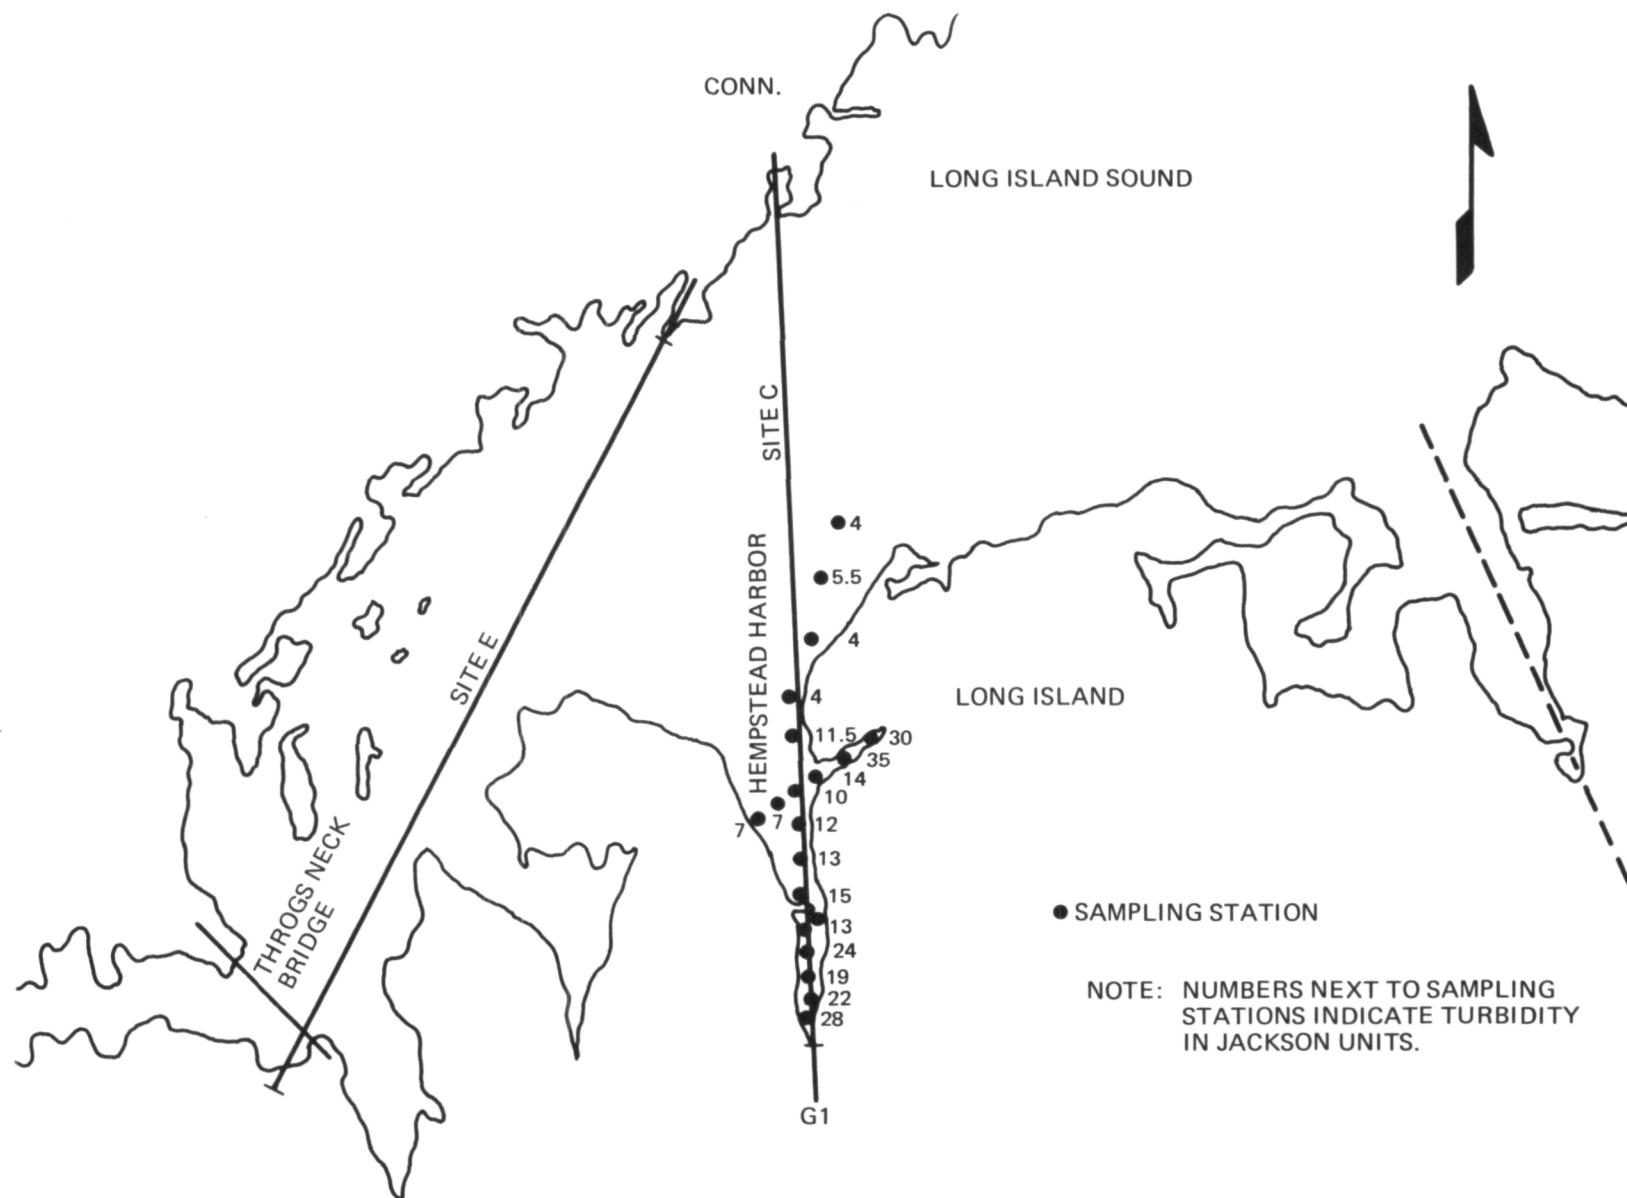 CONN.
LONG ISLAND SOUND
SITE C
4
5.5
HEMPSTEAD HARBOR
4
SITE E
4
LONG ISLAND
11.5
30
35
14
10
7
7
12
13
15
THROGS NECK
BRIDGE
13
24
19
22
28
G1
SAMPLING STATION
NOTE: NUMBERS NEXT TO SAMPLING
STATIONS INDICATE TURBIDITY
IN JACKSON UNITS.